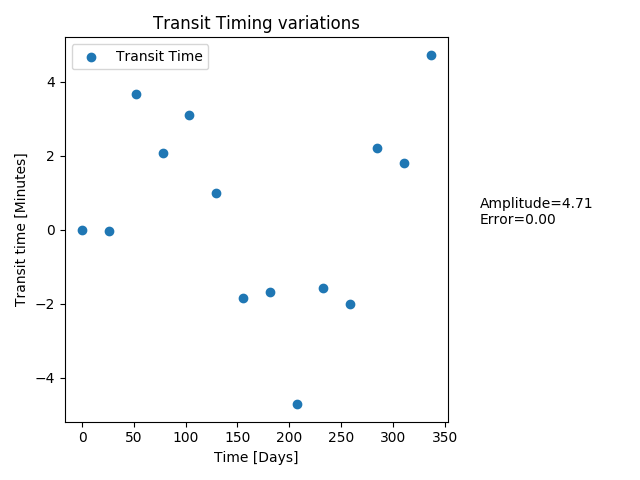 Transit Timing variations
Transit Time
Transit time [Minutes]
4
2
0
−2
−4
0
50
100
150
200
250
300
350
Time [Days]
Amplitude=4.71
Error=0.00